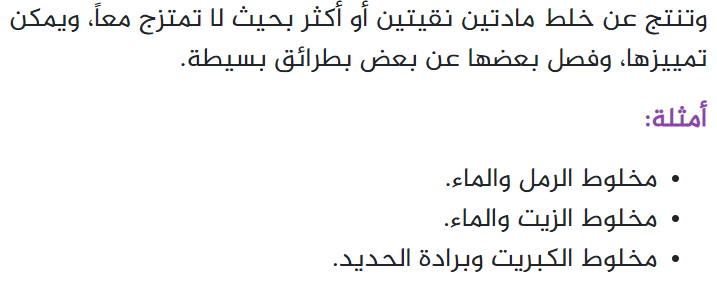 وتنتج عن خلط مادتين نقيتين أو أكثر بحيث لا تمتزج معاً، ويمكن
تمييزها، وفصل بعضها عن بعض بطرائق بسيطة.
أمثلة:
• مخلوط الرمل والماء.
• مخلوط الزيت والماء.
• مخلوط الكبريت وبرادة الحديد.